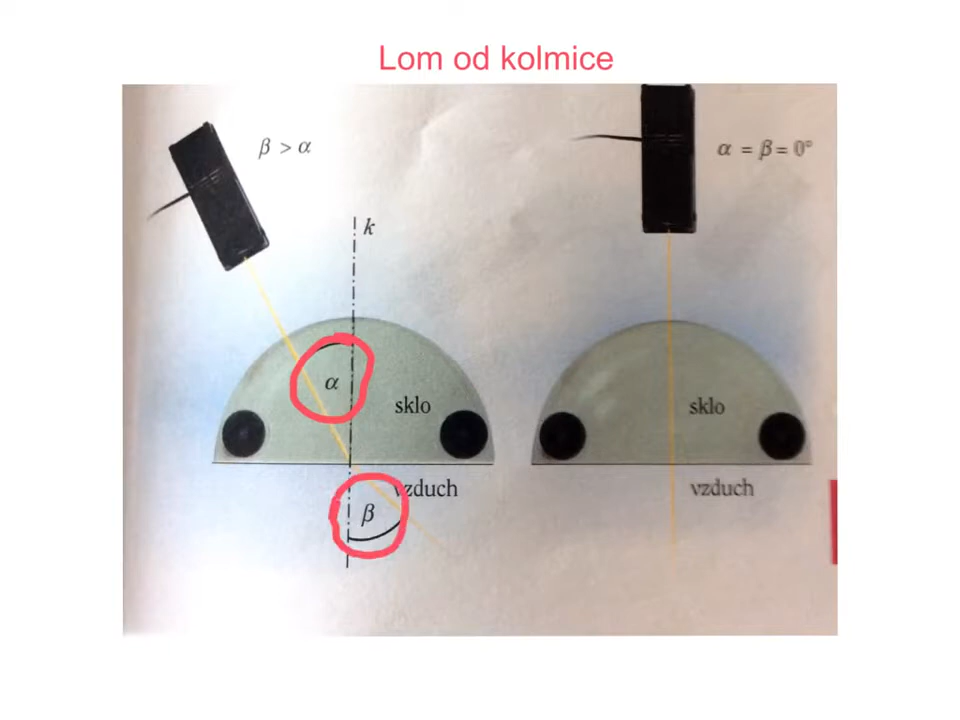 Lom od kolmice
β > α
α = β = 0°
k
α
sklo
sklo
vzduch
vzduch
β